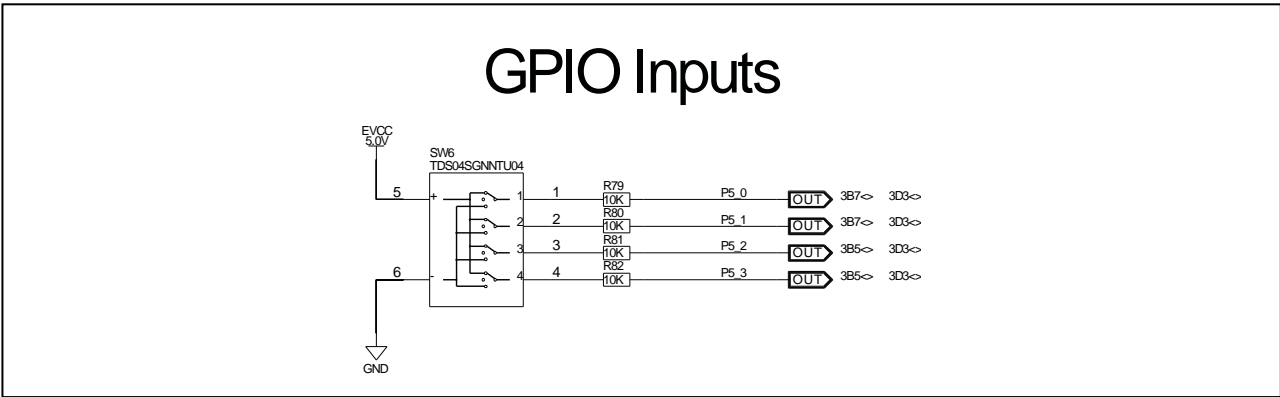 GPIO Inputs
EVCC
5.0V
SW6
TDS04SGNNTU04
5 + 1 1 R79 10K P5_0 OUT 3B7<> 3D3<>
2 2 R80 10K P5_1 OUT 3B7<> 3D3<>
3 3 R81 10K P5_2 OUT 3B5<> 3D3<>
6 - 4 4 R82 10K P5_3 OUT 3B5<> 3D3<>
GND